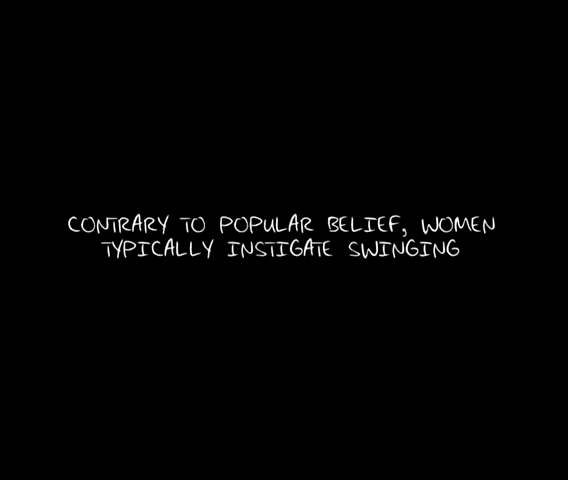 CONTRARY TO POPULAR BELIEF, WOMEN
TYPICALLY INSTIGATE SWINGING